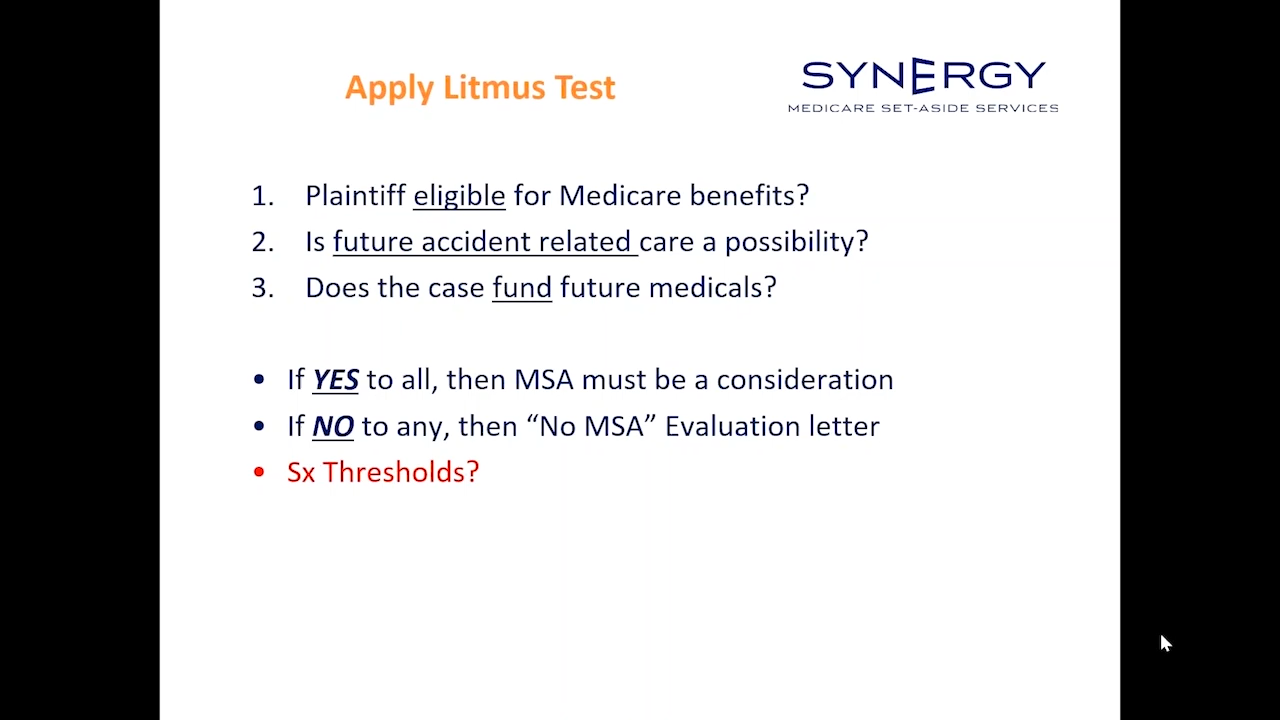 Apply Litmus Test
SYNERGY
MEDICARE SET-ASIDE SERVICES
1. Plaintiff eligible for Medicare benefits?
2. Is future accident related care a possibility?
3. Does the case fund future medicals?
• If YES to all, then MSA must be a consideration
• If NO to any, then “No MSA” Evaluation letter
• Sx Thresholds?